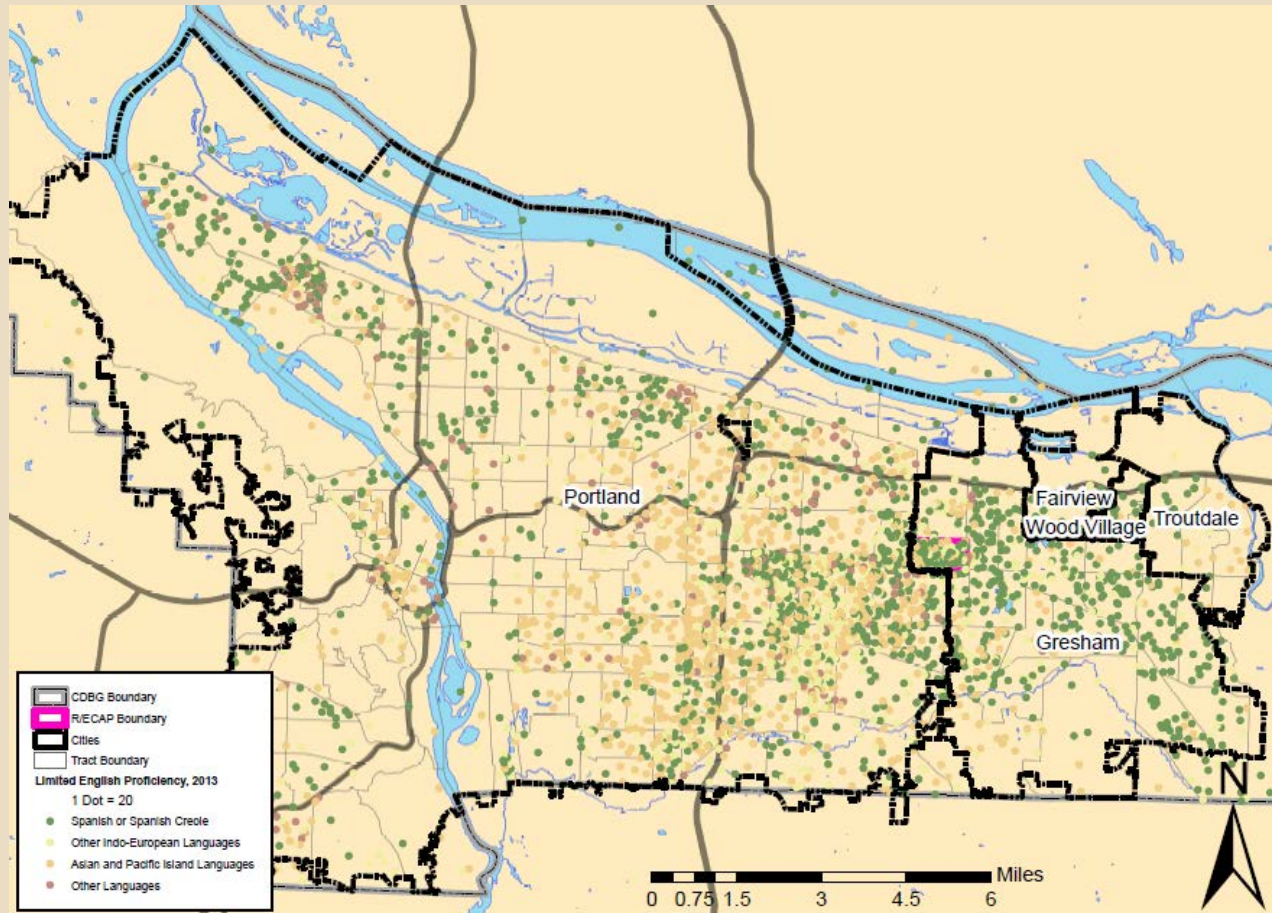 Portland
Fairview
Wood Village
Troutdale
Gresham
CDBG Boundary
R/ECAP Boundary
Cities
Tract Boundary
Limited English Proficiency, 2013
1 Dot = 20
Spanish or Spanish Creole
Other Indo-European Languages
Asian and Pacific Island Languages
Other Languages
N
Miles
0 0.75 1.5 3 4.5 6